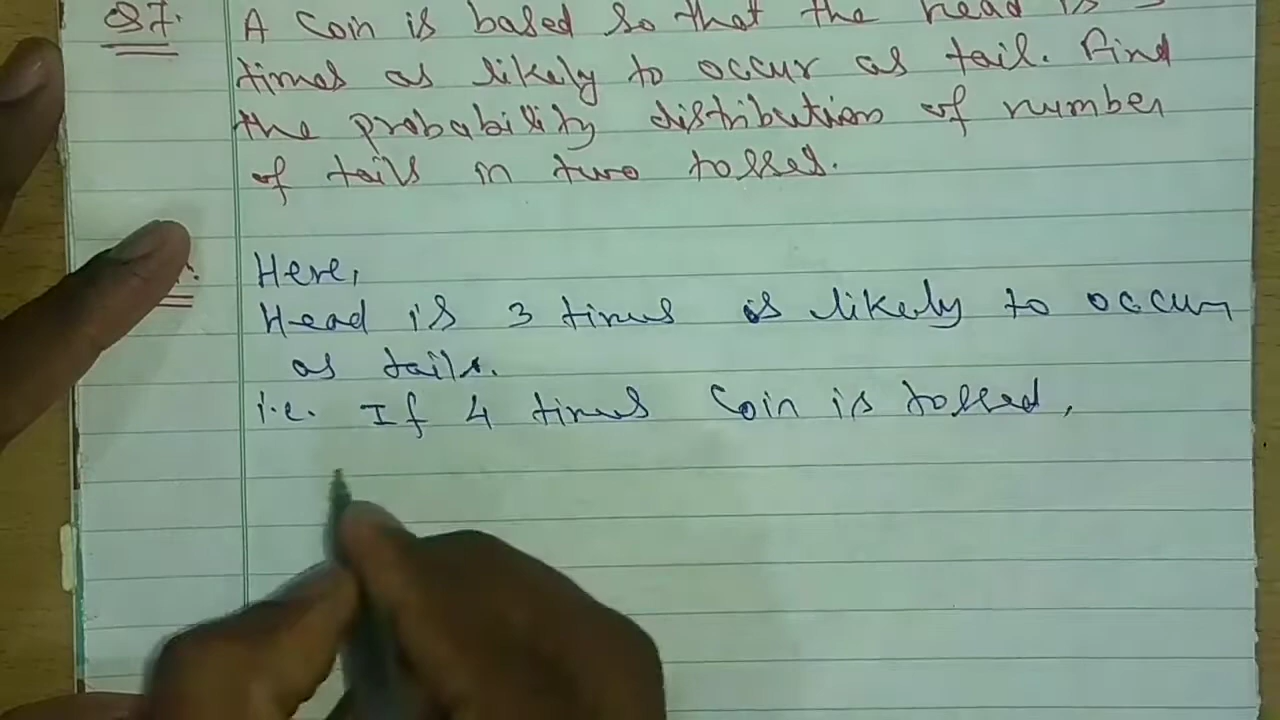 Q7. A coin is based so that the head is 3
times as likely to occur as tail. Find
the probability distribution of number
of tails in two tosses.
Here,
Head is 3 times is likely to occur
as tails.
i.e. If 4 times coin is tossed,